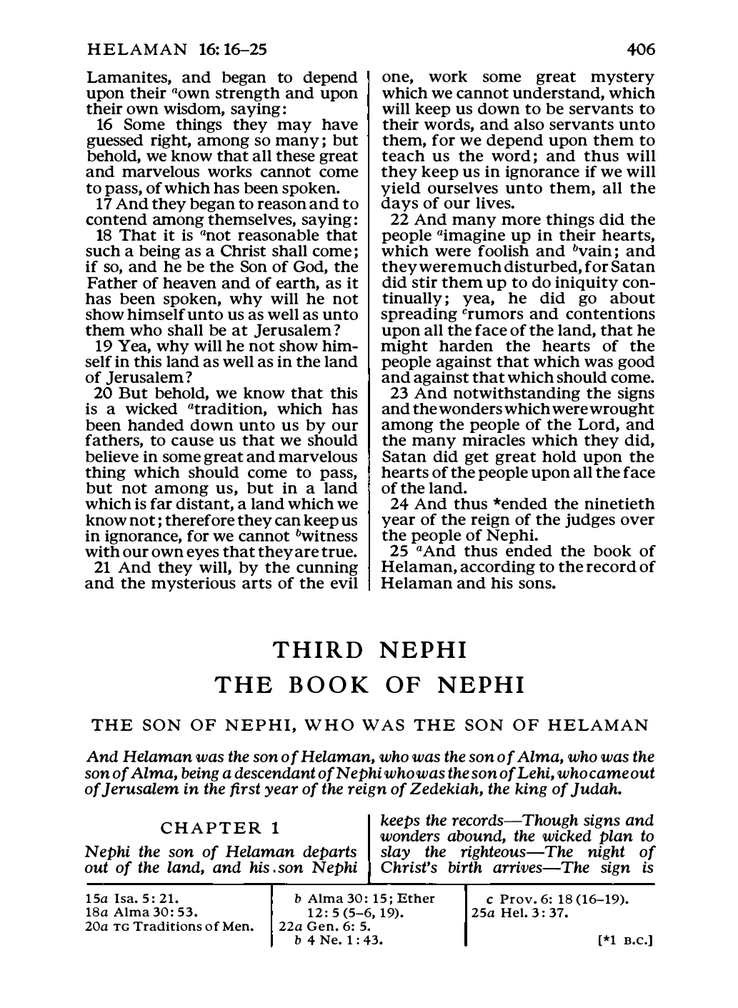 HELAMAN 16: 16–25
406
Lamanites, and began to depend
upon their ᵃown strength and upon
their own wisdom, saying:
16 Some things they may have
guessed right, among so many; but
behold, we know that all these great
and marvelous works cannot come
to pass, of which has been spoken.
17 And they began to reason and to
contend among themselves, saying:
18 That it is ᵃnot reasonable that
such a being as a Christ shall come;
if so, and he be the Son of God, the
Father of heaven and of earth, as it
has been spoken, why will he not
show himself unto us as well as unto
them who shall be at Jerusalem?
19 Yea, why will he not show him-
self in this land as well as in the land
of Jerusalem?
20 But behold, we know that this
is a wicked ᵃtradition, which has
been handed down unto us by our
fathers, to cause us that we should
believe in some great and marvelous
thing which should come to pass,
but not among us, but in a land
which is far distant, a land which we
know not; therefore they can keep us
in ignorance, for we cannot ᵇwitness
with our own eyes that they are true.
21 And they will, by the cunning
and the mysterious arts of the evil
one, work some great mystery
which we cannot understand, which
will keep us down to be servants to
their words, and also servants unto
them, for we depend upon them to
teach us the word; and thus will
they keep us in ignorance if we will
yield ourselves unto them, all the
days of our lives.
22 And many more things did the
people ᵃimagine up in their hearts,
which were foolish and ᵇvain; and
they were much disturbed, for Satan
did stir them up to do iniquity con-
tinually; yea, he did go about
spreading ᶜrumors and contentions
upon all the face of the land, that he
might harden the hearts of the
people against that which was good
and against that which should come.
23 And notwithstanding the signs
and the wonders which were wrought
among the people of the Lord, and
the many miracles which they did,
Satan did get great hold upon the
hearts of the people upon all the face
of the land.
24 And thus *ended the ninetieth
year of the reign of the judges over
the people of Nephi.
25 ᵃAnd thus ended the book of
Helaman, according to the record of
Helaman and his sons.
THIRD NEPHI
THE BOOK OF NEPHI
THE SON OF NEPHI, WHO WAS THE SON OF HELAMAN
And Helaman was the son of Helaman, who was the son of Alma, who was the
son of Alma, being a descendant of Nephi who was the son of Lehi, who came out
of Jerusalem in the first year of the reign of Zedekiah, the king of Judah.
CHAPTER 1
Nephi the son of Helaman departs
out of the land, and his son Nephi
keeps the records—Though signs and
wonders abound, the wicked plan to
slay the righteous—The night of
Christ's birth arrives—The sign is
15a Isa. 5: 21.
18a Alma 30: 53.
20a TG Traditions of Men.
b Alma 30: 15; Ether
12: 5 (5–6, 19).
22a Gen. 6: 5.
b 4 Ne. 1: 43.
c Prov. 6: 18 (16–19).
25a Hel. 3: 37.
[*1 B.C.]